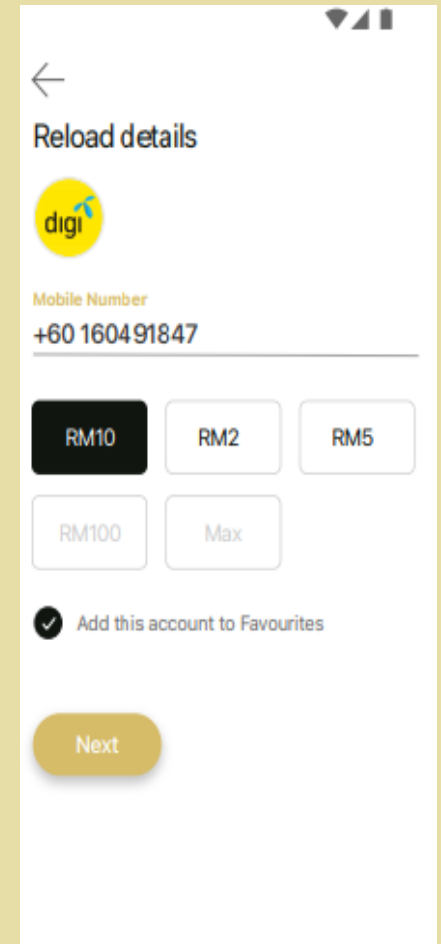 Reload details
digi
Mobile Number
+60 160491847
RM10 RM2 RM5
RM100 Max
Add this account to Favourites
Next